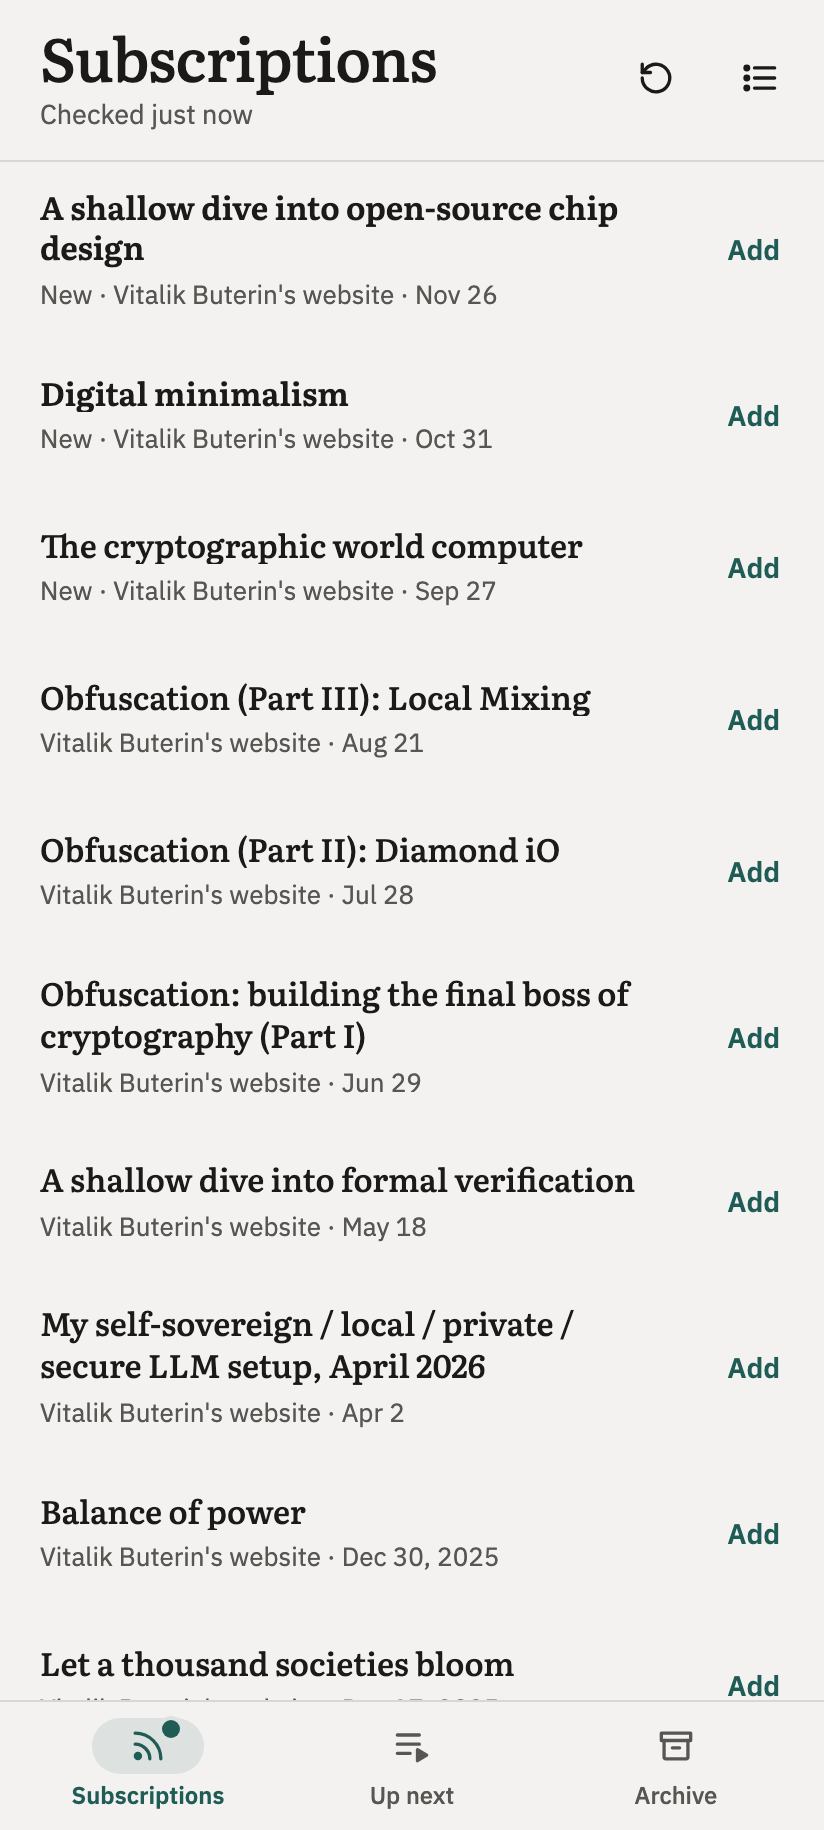 Subscriptions
Checked just now
A shallow dive into open-source chip
design
New · Vitalik Buterin's website · Nov 26
Add
Digital minimalism
New · Vitalik Buterin's website · Oct 31
Add
The cryptographic world computer
New · Vitalik Buterin's website · Sep 27
Add
Obfuscation (Part III): Local Mixing
Vitalik Buterin's website · Aug 21
Add
Obfuscation (Part II): Diamond iO
Vitalik Buterin's website · Jul 28
Add
Obfuscation: building the final boss of
cryptography (Part I)
Vitalik Buterin's website · Jun 29
Add
A shallow dive into formal verification
Vitalik Buterin's website · May 18
Add
My self-sovereign / local / private /
secure LLM setup, April 2026
Vitalik Buterin's website · Apr 2
Add
Balance of power
Vitalik Buterin's website · Dec 30, 2025
Add
Let a thousand societies bloom
Add
Subscriptions
Up next
Archive